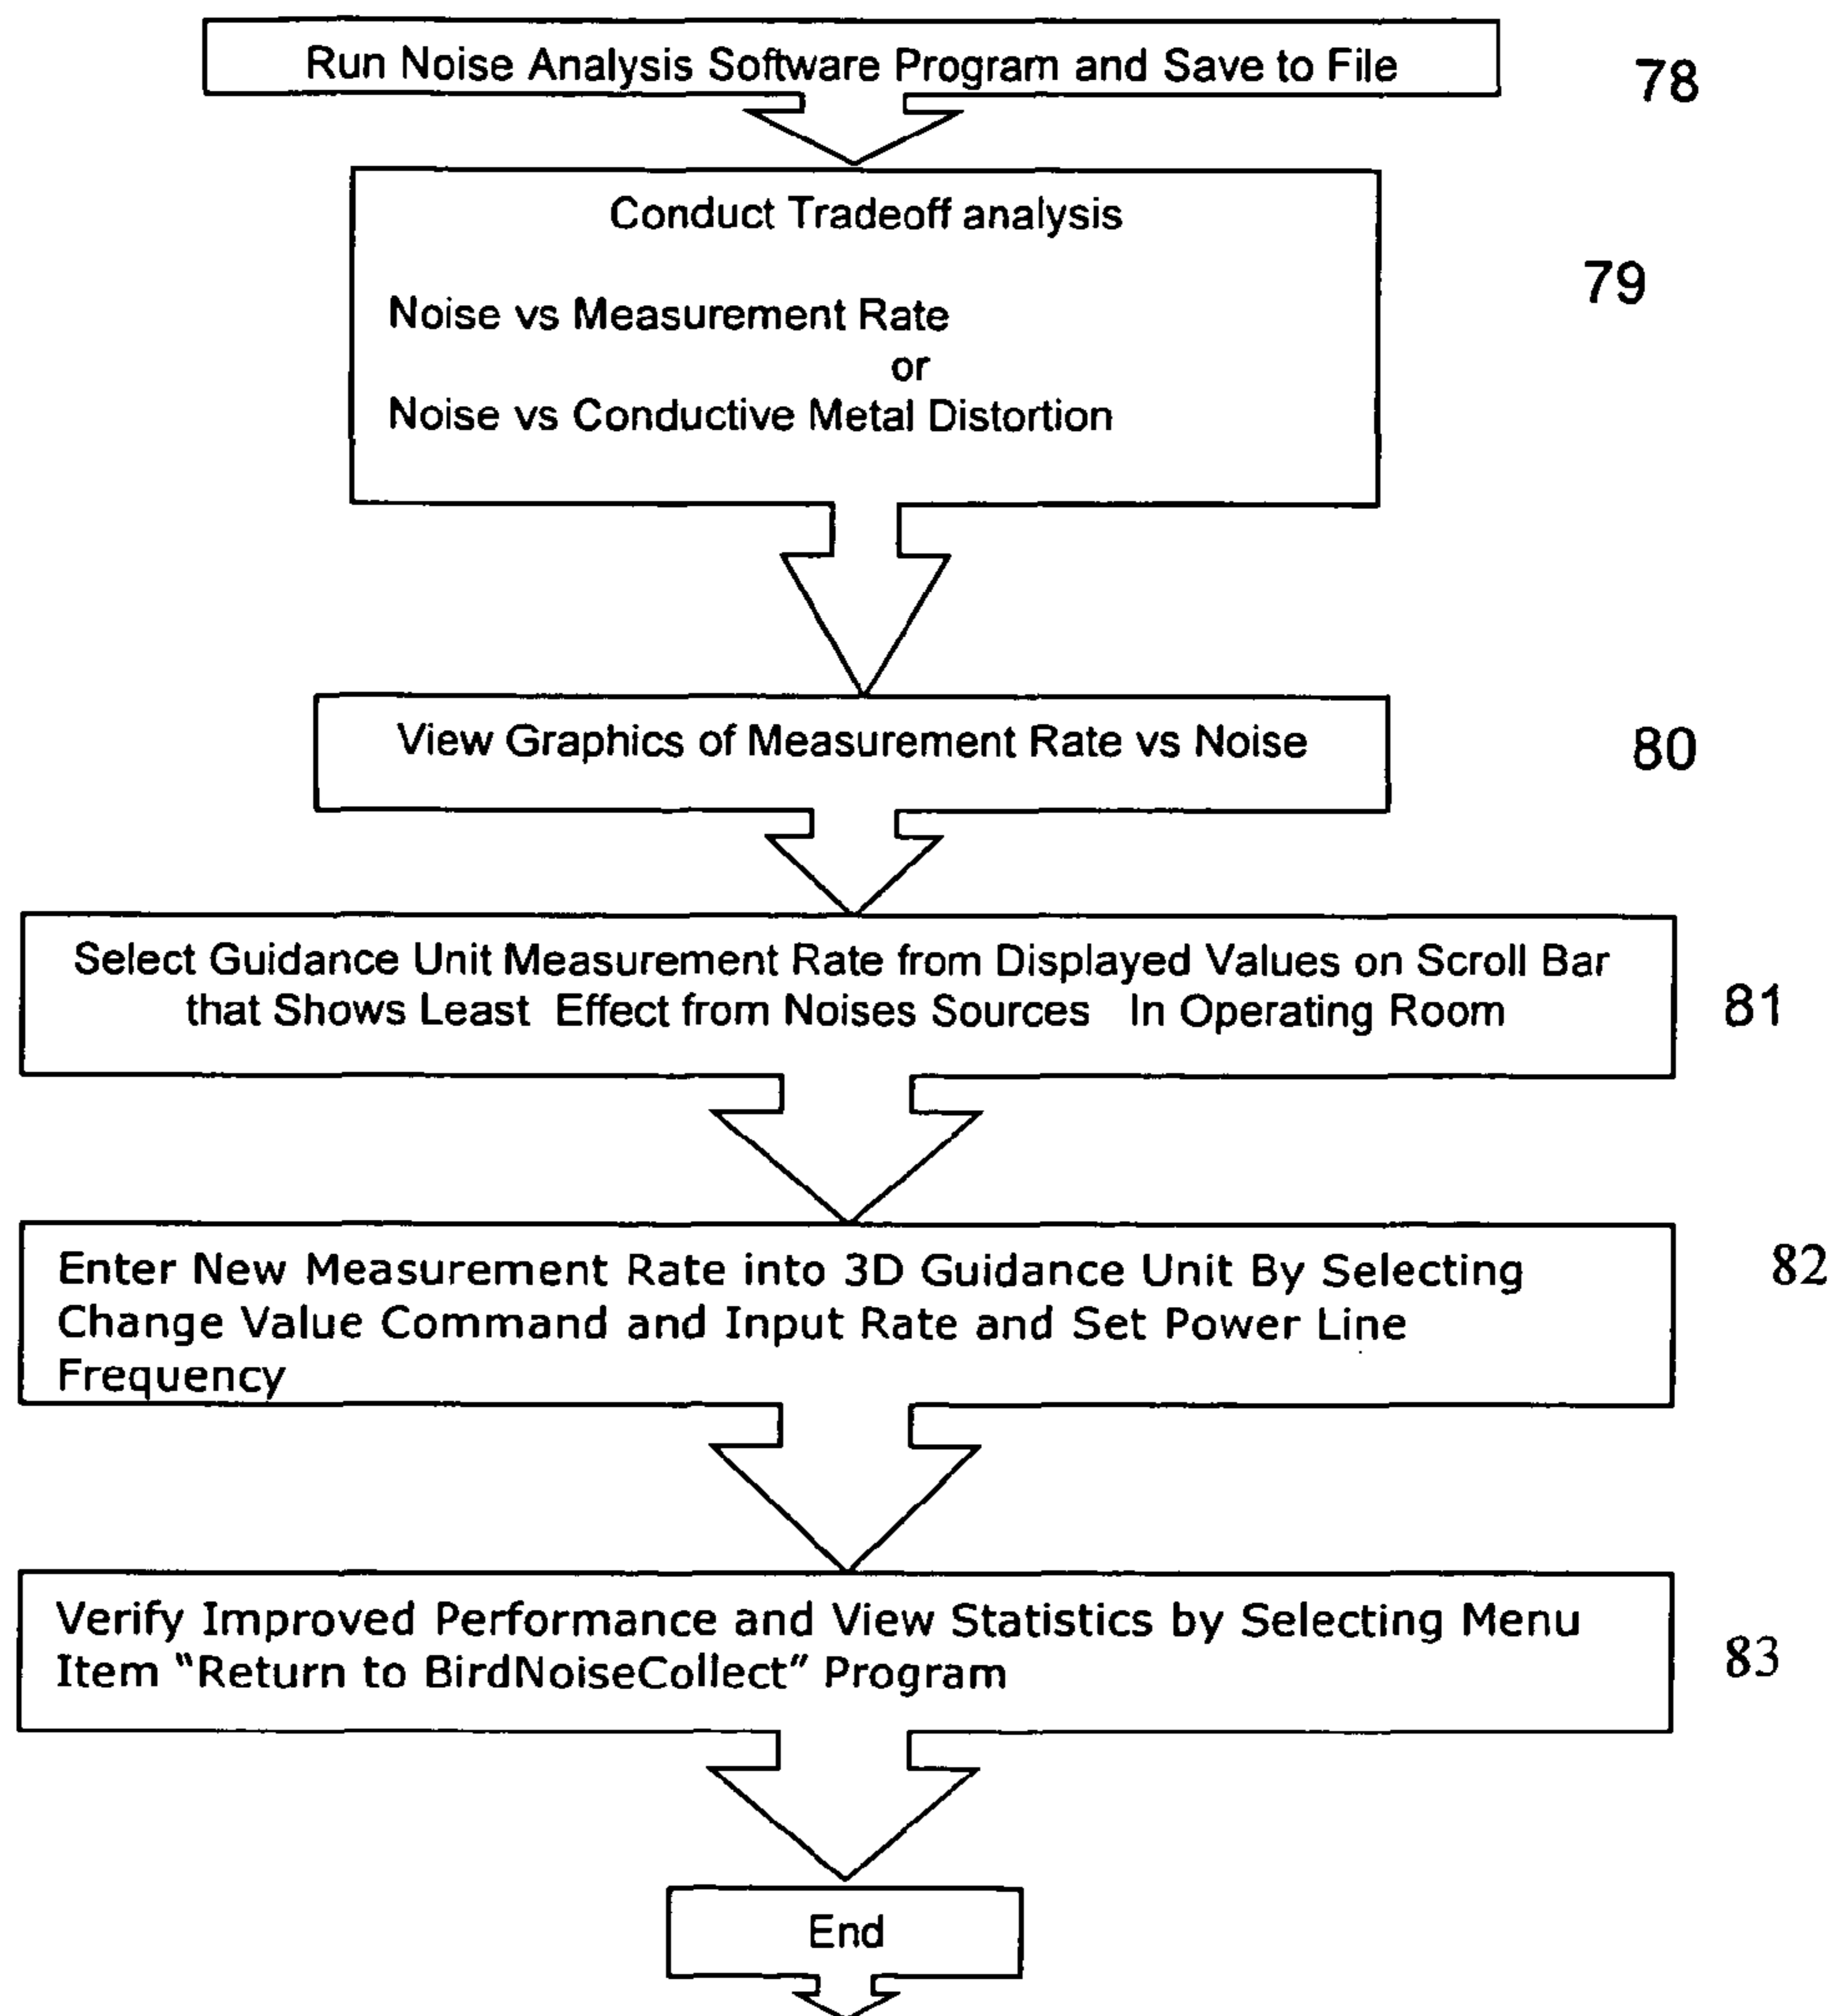 Run Noise Analysis Software Program and Save to File
78
Conduct Tradeoff analysis
79
Noise vs Measurement Rate
or
Noise vs Conductive Metal Distortion
View Graphics of Measurement Rate vs Noise
80
Select Guidance Unit Measurement Rate from Displayed Values on Scroll Bar
that Shows Least Effect from Noises Sources In Operating Room
81
Enter New Measurement Rate into 3D Guidance Unit By Selecting
82
Change Value Command and Input Rate and Set Power Line
Frequency
Verify Improved Performance and View Statistics by Selecting Menu
Item "Return to BirdNoiseCollect" Program
83
End